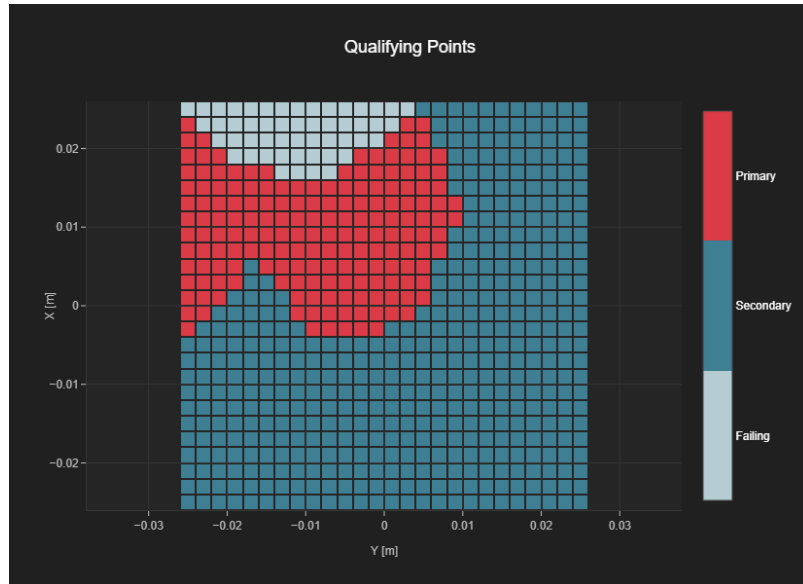 Qualifying Points
Primary
Secondary
Failing
0.02
0.01
0
−0.01
−0.02
X [m]
−0.03
−0.02
−0.01
0
0.01
0.02
0.03
Y [m]